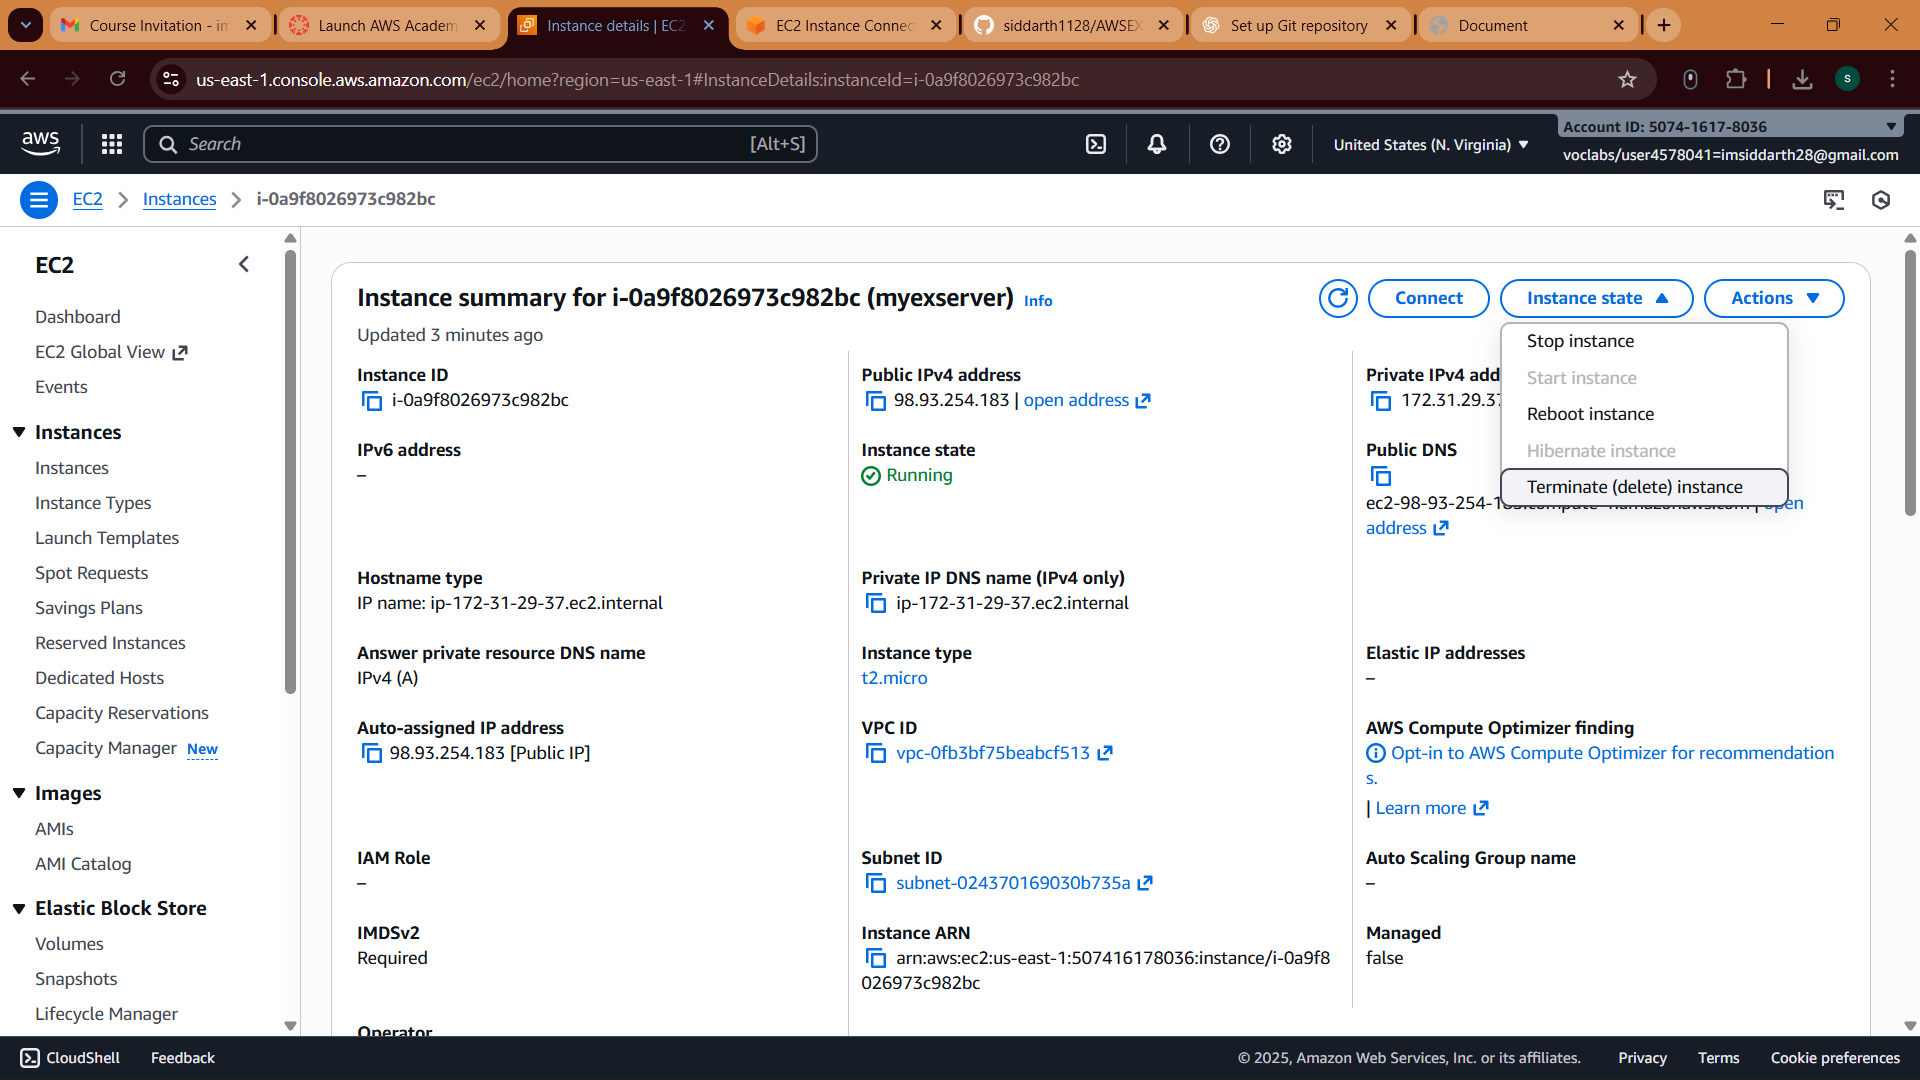 Course Invitation - im
Launch AWS Academ
Instance details | EC2
EC2 Instance Connec
siddarth1128/AWSEX
Set up Git repository
Document
us-east-1.console.aws.amazon.com/ec2/home?region=us-east-1#InstanceDetails:instanceId=i-0a9f8026973c982bc
S
aws
Search
[Alt+S]
United States (N. Virginia)
Account ID: 5074-1617-8036
voclabs/user4578041=imsiddarth28@gmail.com
EC2
Instances
i-0a9f8026973c982bc
EC2
Dashboard
EC2 Global View
Events
Instances
Instances
Instance Types
Launch Templates
Spot Requests
Savings Plans
Reserved Instances
Dedicated Hosts
Capacity Reservations
Capacity Manager New
Images
AMIs
AMI Catalog
Elastic Block Store
Volumes
Snapshots
Lifecycle Manager
Instance summary for i-0a9f8026973c982bc (myexserver) Info
Updated 3 minutes ago
Connect
Instance state
Actions
Stop instance
Start instance
Reboot instance
Hibernate instance
Terminate (delete) instance
Instance ID
i-0a9f8026973c982bc
Public IPv4 address
98.93.254.183 | open address
Private IPv4 add
172.31.29.37
IPv6 address
–
Instance state
Running
Public DNS
ec2-98-93-254-183.compute-1.amazonaws.com | open
address
Hostname type
IP name: ip-172-31-29-37.ec2.internal
Private IP DNS name (IPv4 only)
ip-172-31-29-37.ec2.internal
Answer private resource DNS name
IPv4 (A)
Instance type
t2.micro
Elastic IP addresses
–
Auto-assigned IP address
98.93.254.183 [Public IP]
VPC ID
vpc-0fb3bf75beabcf513
AWS Compute Optimizer finding
Opt-in to AWS Compute Optimizer for recommendation
s.
| Learn more
IAM Role
–
Subnet ID
subnet-024370169030b735a
Auto Scaling Group name
–
IMDSv2
Required
Instance ARN
arn:aws:ec2:us-east-1:507416178036:instance/i-0a9f8
026973c982bc
Managed
false
Operator
CloudShell
Feedback
© 2025, Amazon Web Services, Inc. or its affiliates.
Privacy
Terms
Cookie preferences